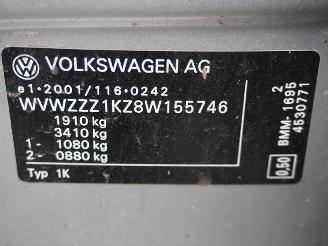 VOLKSWAGEN AG
e1*2001/116*0242
WVWZZZ1KZ8W155746
1910 kg
3410 kg
1- 1080 kg
2- 0880 kg
Typ 1K
2
BMM-1695
4530771
0,50